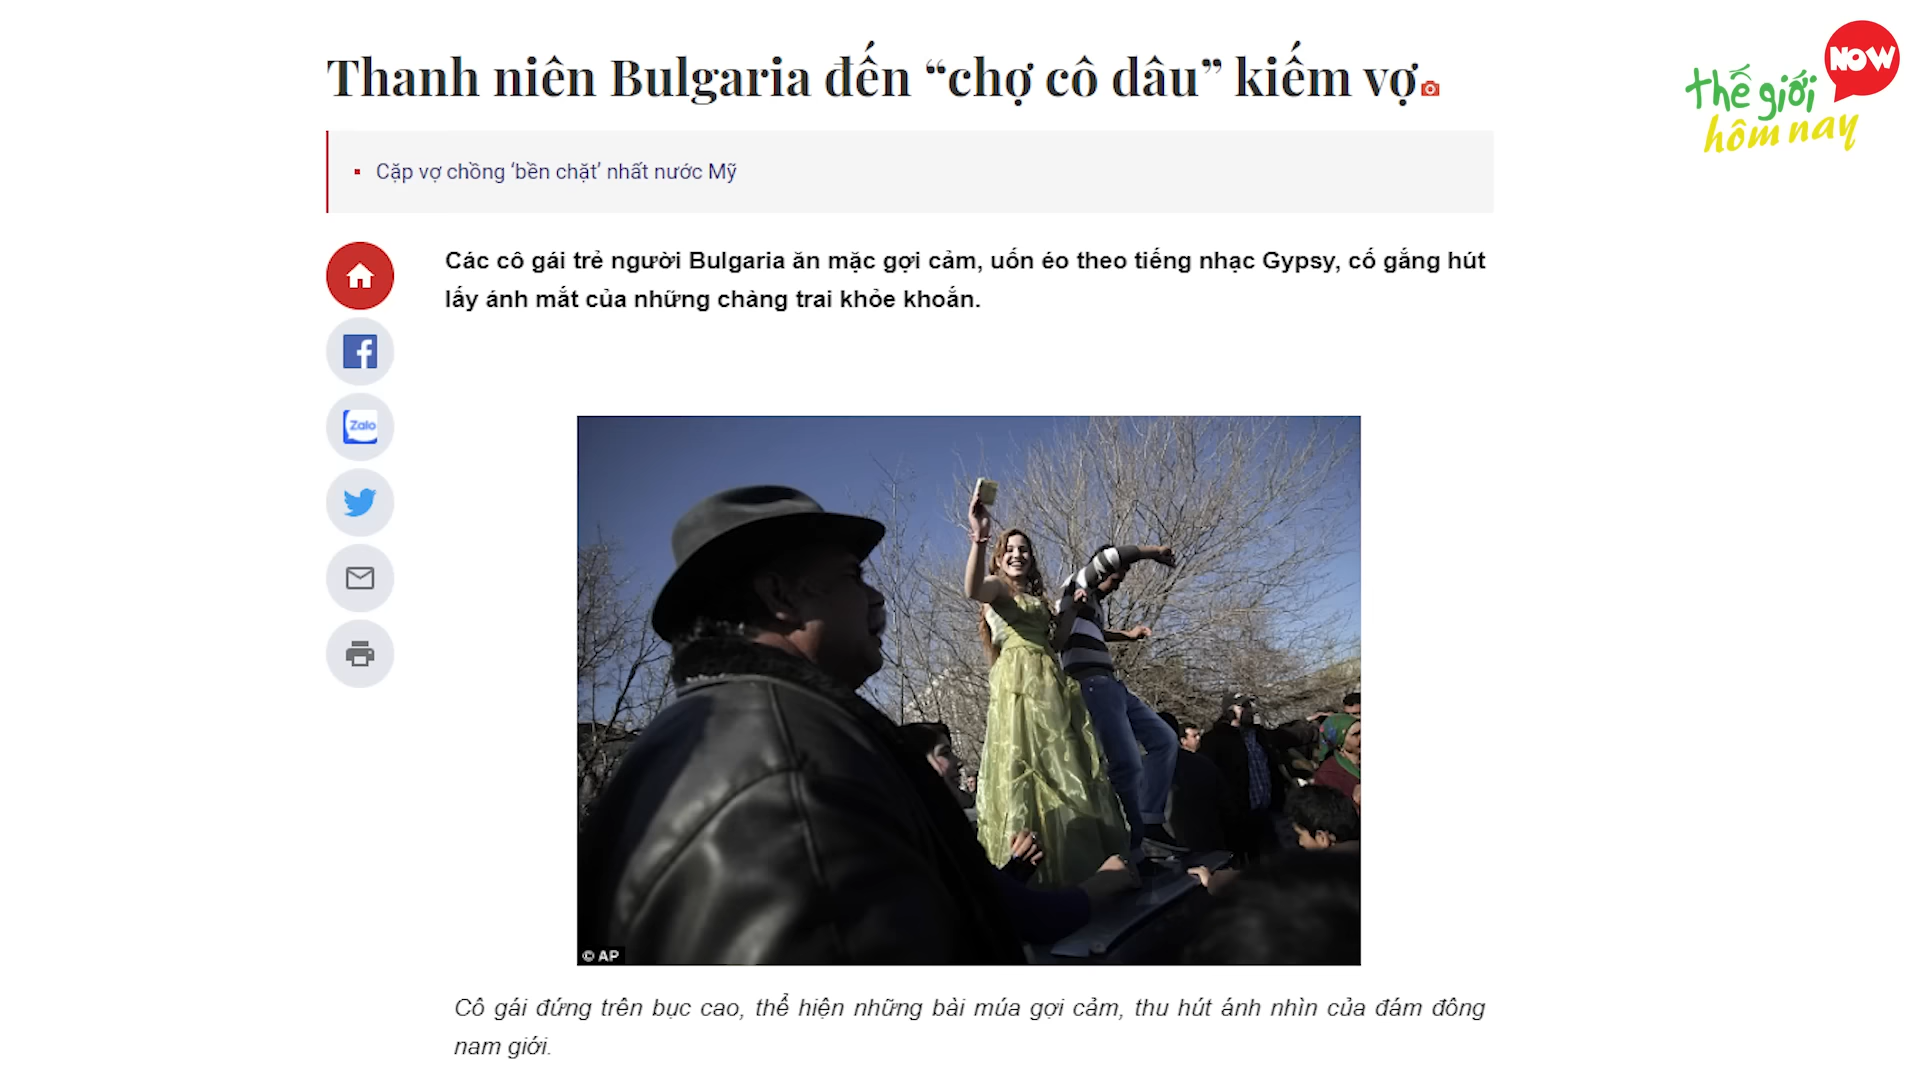 Thanh niên Bulgaria đến “chợ cô dâu” kiếm vợ
NOW
thế giới
hôm nay
Cặp vợ chồng ‘bền chặt’ nhất nước Mỹ
Các cô gái trẻ người Bulgaria ăn mặc gợi cảm, uốn éo theo tiếng nhạc Gypsy, cố gắng hút
lấy ánh mắt của những chàng trai khỏe khoắn.
Zalo
© AP
Cô gái đứng trên bục cao, thể hiện những bài múa gợi cảm, thu hút ánh nhìn của đám đông
nam giới.